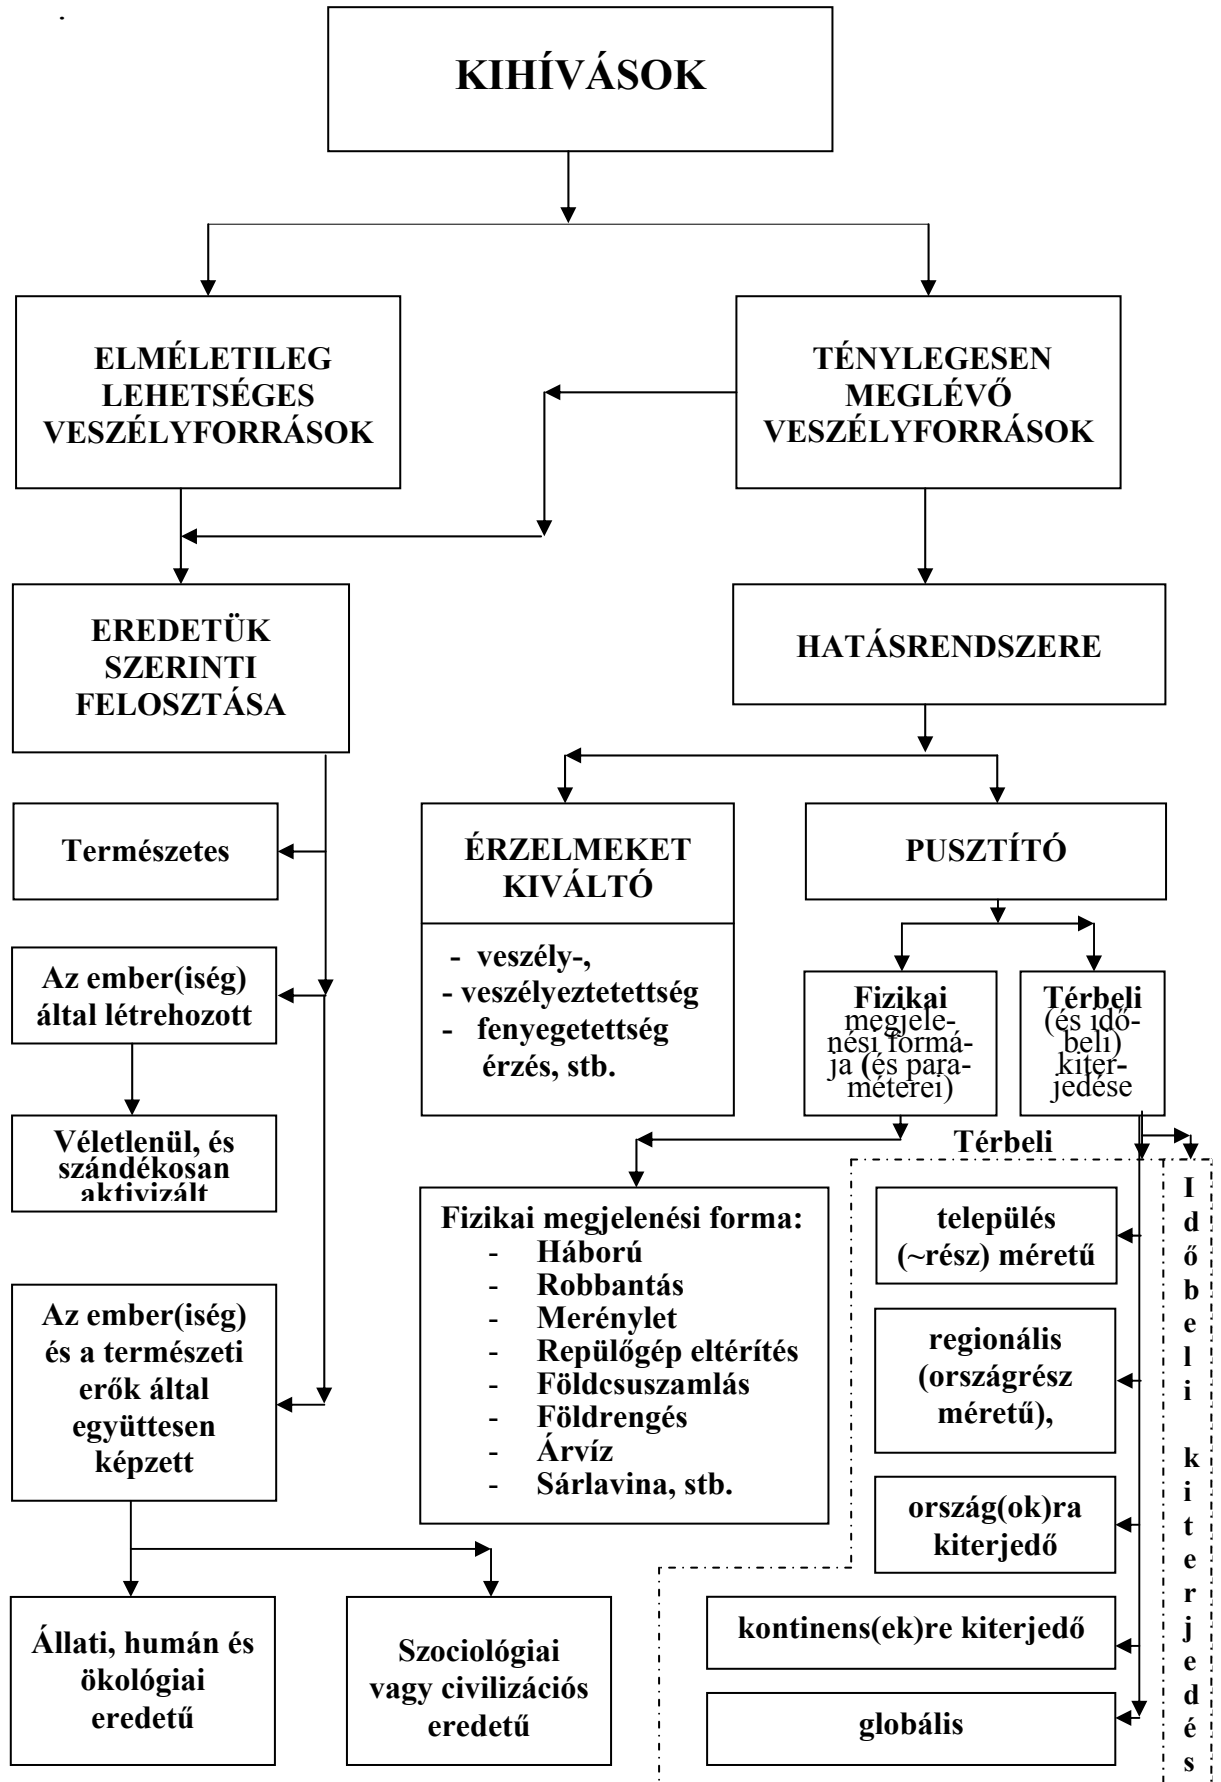 KIHÍVÁSOK
ELMÉLETILEG
LEHETSÉGES
VESZÉLYFORRÁSOK
TÉNYLEGESEN
MEGLÉVŐ
VESZÉLYFORRÁSOK
EREDETÜK
SZERINTI
FELOSZTÁSA
HATÁSRENDSZERE
Természetes
Az ember(iség)
által létrehozott
Véletlenül, és
szándékosan
aktivizált
Az ember(iség)
és a természeti
erők által
együttesen
képzett
Állati, humán és
ökológiai
eredetű
Szociológiai
vagy civilizációs
eredetű
ÉRZELMEKET
KIVÁLTÓ
- veszély-,
- veszélyeztetettség
- fenyegetettség
érzés, stb.
PUSZTÍTÓ
Fizikai
megjele-
nési formá-
ja (és para-
méterei)
Térbeli
(és idő-
beli)
kiter-
jedése
Fizikai megjelenési forma:
- Háború
- Robbantás
- Merénylet
- Repülőgép eltérítés
- Földcsuszamlás
- Földrengés
- Árvíz
- Sárlavina, stb.
Térbeli
település
(~rész) méretű
regionális
(országrész
méretű),
ország(ok)ra
kiterjedő
kontinens(ek)re kiterjedő
globális
Időbeli kiterjedés